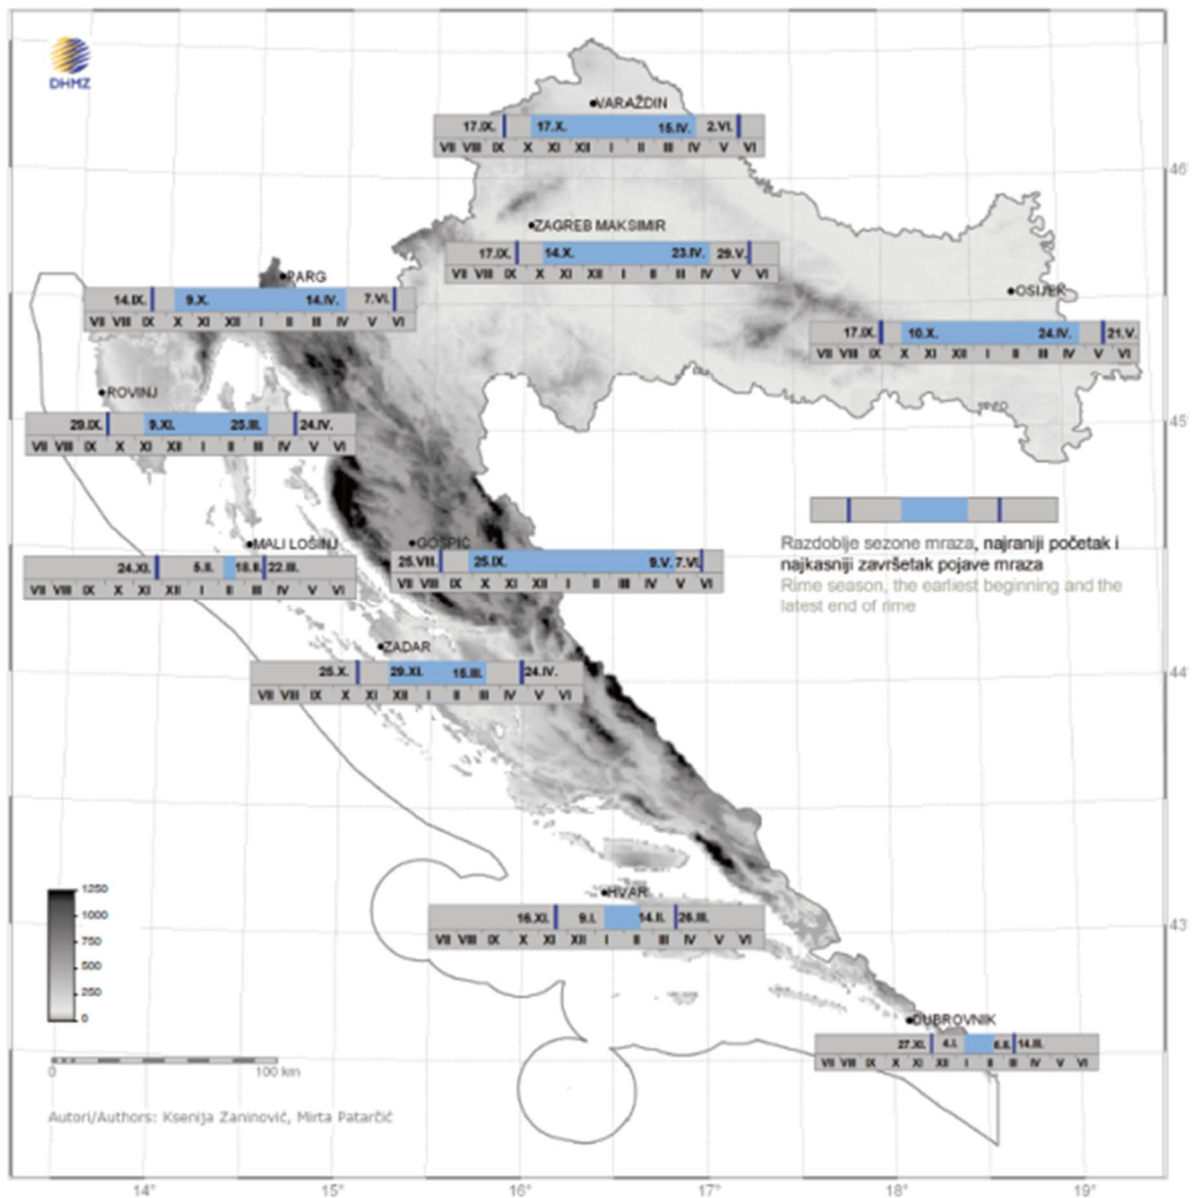 DHMZ
VARAŽDIN
17.IX. 17.X. 15.IV. 2.VI.
VII VIII IX X XI XII I II III IV V VI
46°
ZAGREB MAKSIMIR
17.IX. 14.X. 23.IV. 29.V.
VII VIII IX X XI XII I II III IV V VI
PARG
14.IX. 9.X. 14.IV. 7.VI.
VII VIII IX X XI XII I II III IV V VI
OSIJEK
17.IX. 10.X. 24.IV. 21.V.
VII VIII IX X XI XII I II III IV V VI
ROVINJ
29.IX. 9.XI. 25.III. 24.IV.
VII VIII IX X XI XII I II III IV V VI
45°
Razdoblje sezone mraza, najraniji početak i
najkasniji završetak pojave mraza
Rime season, the earliest beginning and the
latest end of rime
MALI LOŠINJ
24.XI. 5.II. 18.II. 22.III.
VII VIII IX X XI XII I II III IV V VI
GOSPIĆ
25.VIII. 25.IX. 9.V. 7.VI.
VII VIII IX X XI XII I II III IV V VI
ZADAR
25.X. 29.XI. 15.III. 24.IV.
VII VIII IX X XI XII I II III IV V VI
44°
HVAR
16.XI. 9.I. 14.II. 26.III.
VII VIII IX X XI XII I II III IV V VI
43°
1250
1000
750
500
250
0
DUBROVNIK
27.XI. 4.I. 6.II. 14.III.
VII VIII IX X XI XII I II III IV V VI
0 100 km
Autori/Authors: Ksenija Zaninović, Mirta Patarčić
14° 15° 16° 17° 18° 19°